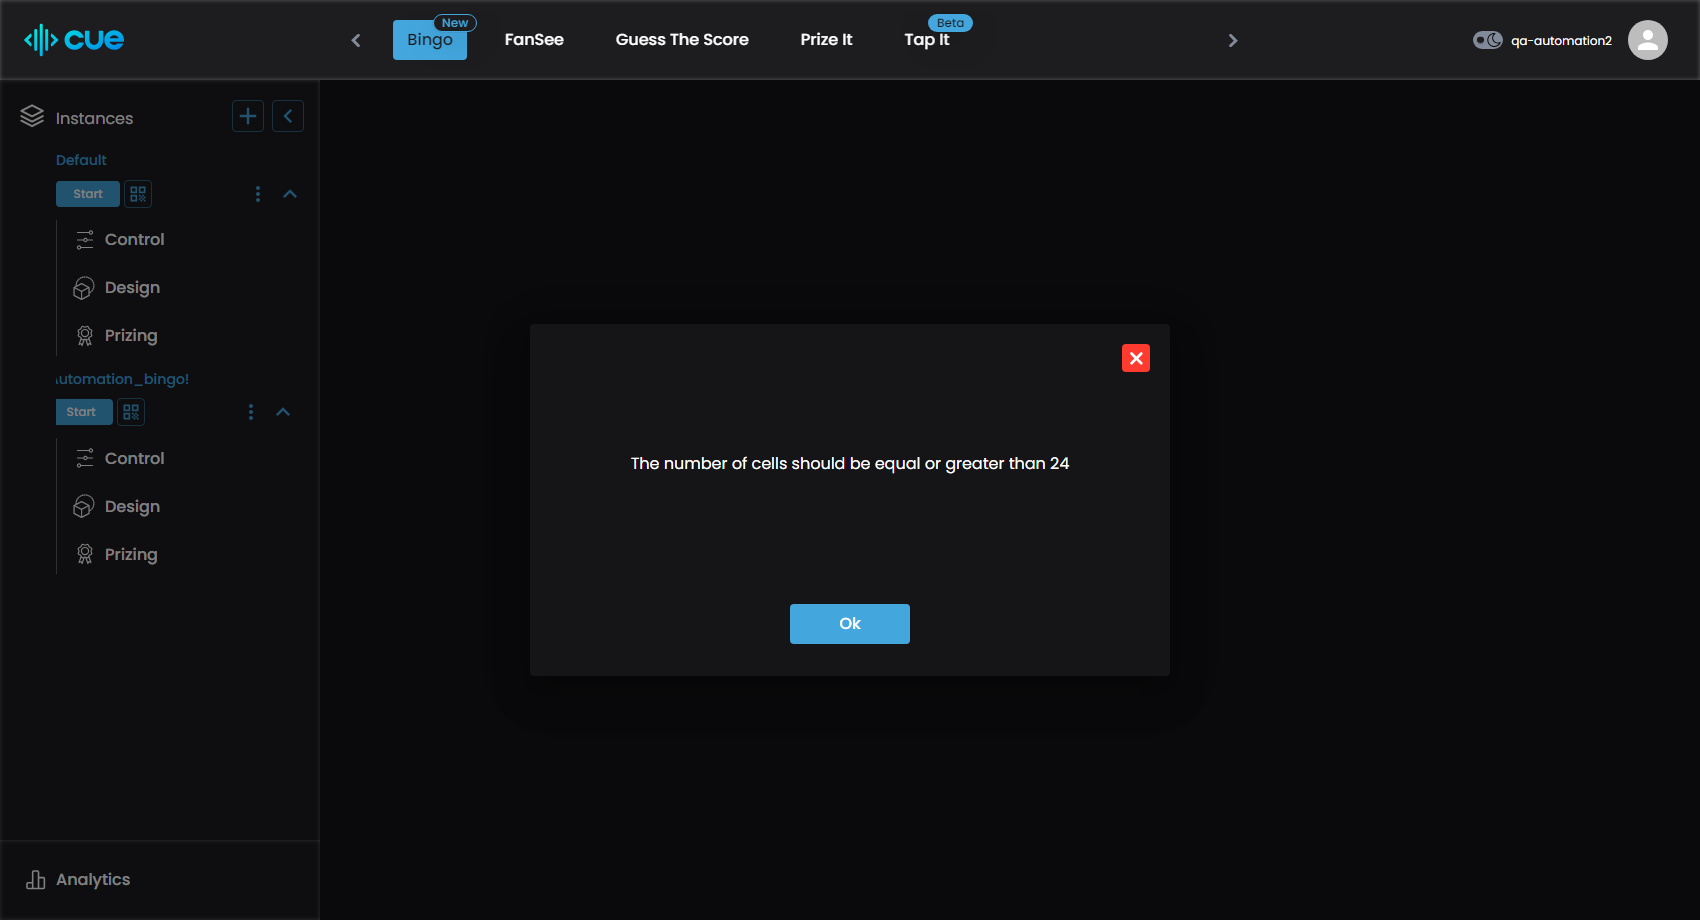 cue
Bingo
New
FanSee
Guess The Score
Prize It
Tap It
Beta
qa-automation2
Instances
Default
Start
Control
Design
Prizing
utomation_bingo!
Start
Control
Design
Prizing
The number of cells should be equal or greater than 24
Ok
Analytics